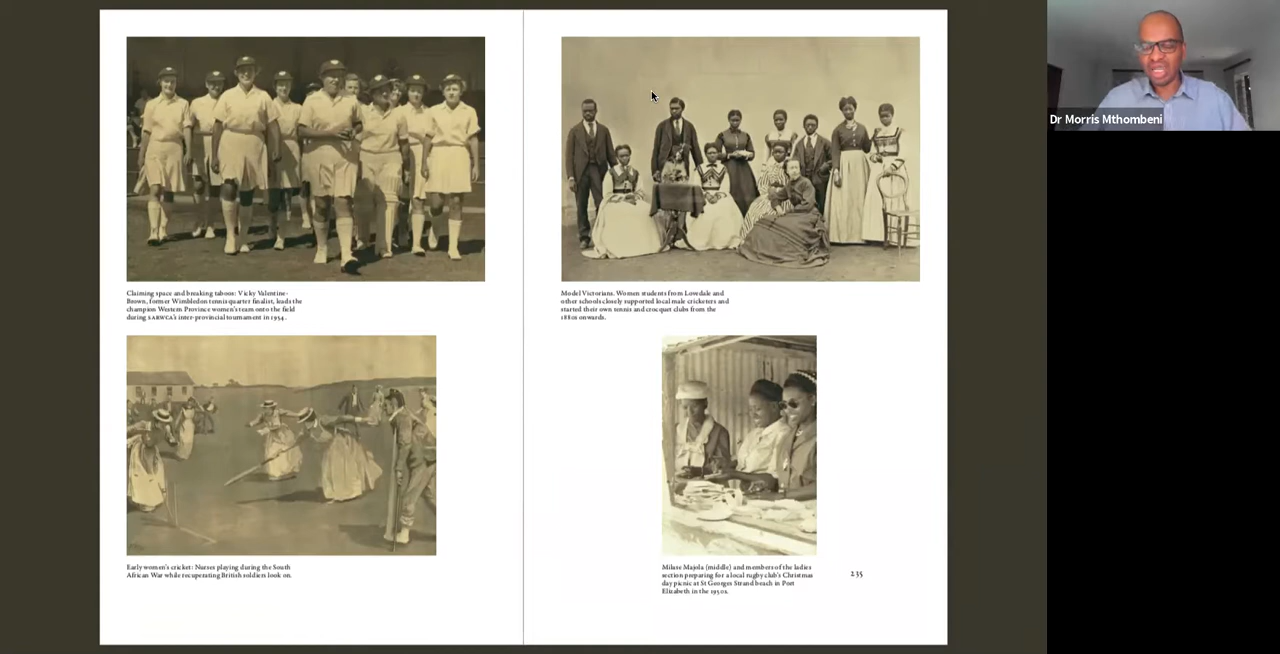 Claiming space and breaking taboos: Vicky Valentine-
Brown, former Wimbledon tennis quarter finalist, leads the
champion Western Province women's team onto the field
during SARWCA's inter-provincial tournament in 1954.
Early women's cricket: Nurses playing during the South
African War while recuperating British soldiers look on.
Model Victorians. Women students from Lovedale and
other schools closely supported local male cricketers and
started their own tennis and crocquet clubs from the
1880s onwards.
Milase Majola (middle) and members of the ladies
section preparing for a local rugby club's Christmas
day picnic at St Georges Strand beach in Port
Elizabeth in the 1950s.
235
Dr Morris Mthombeni